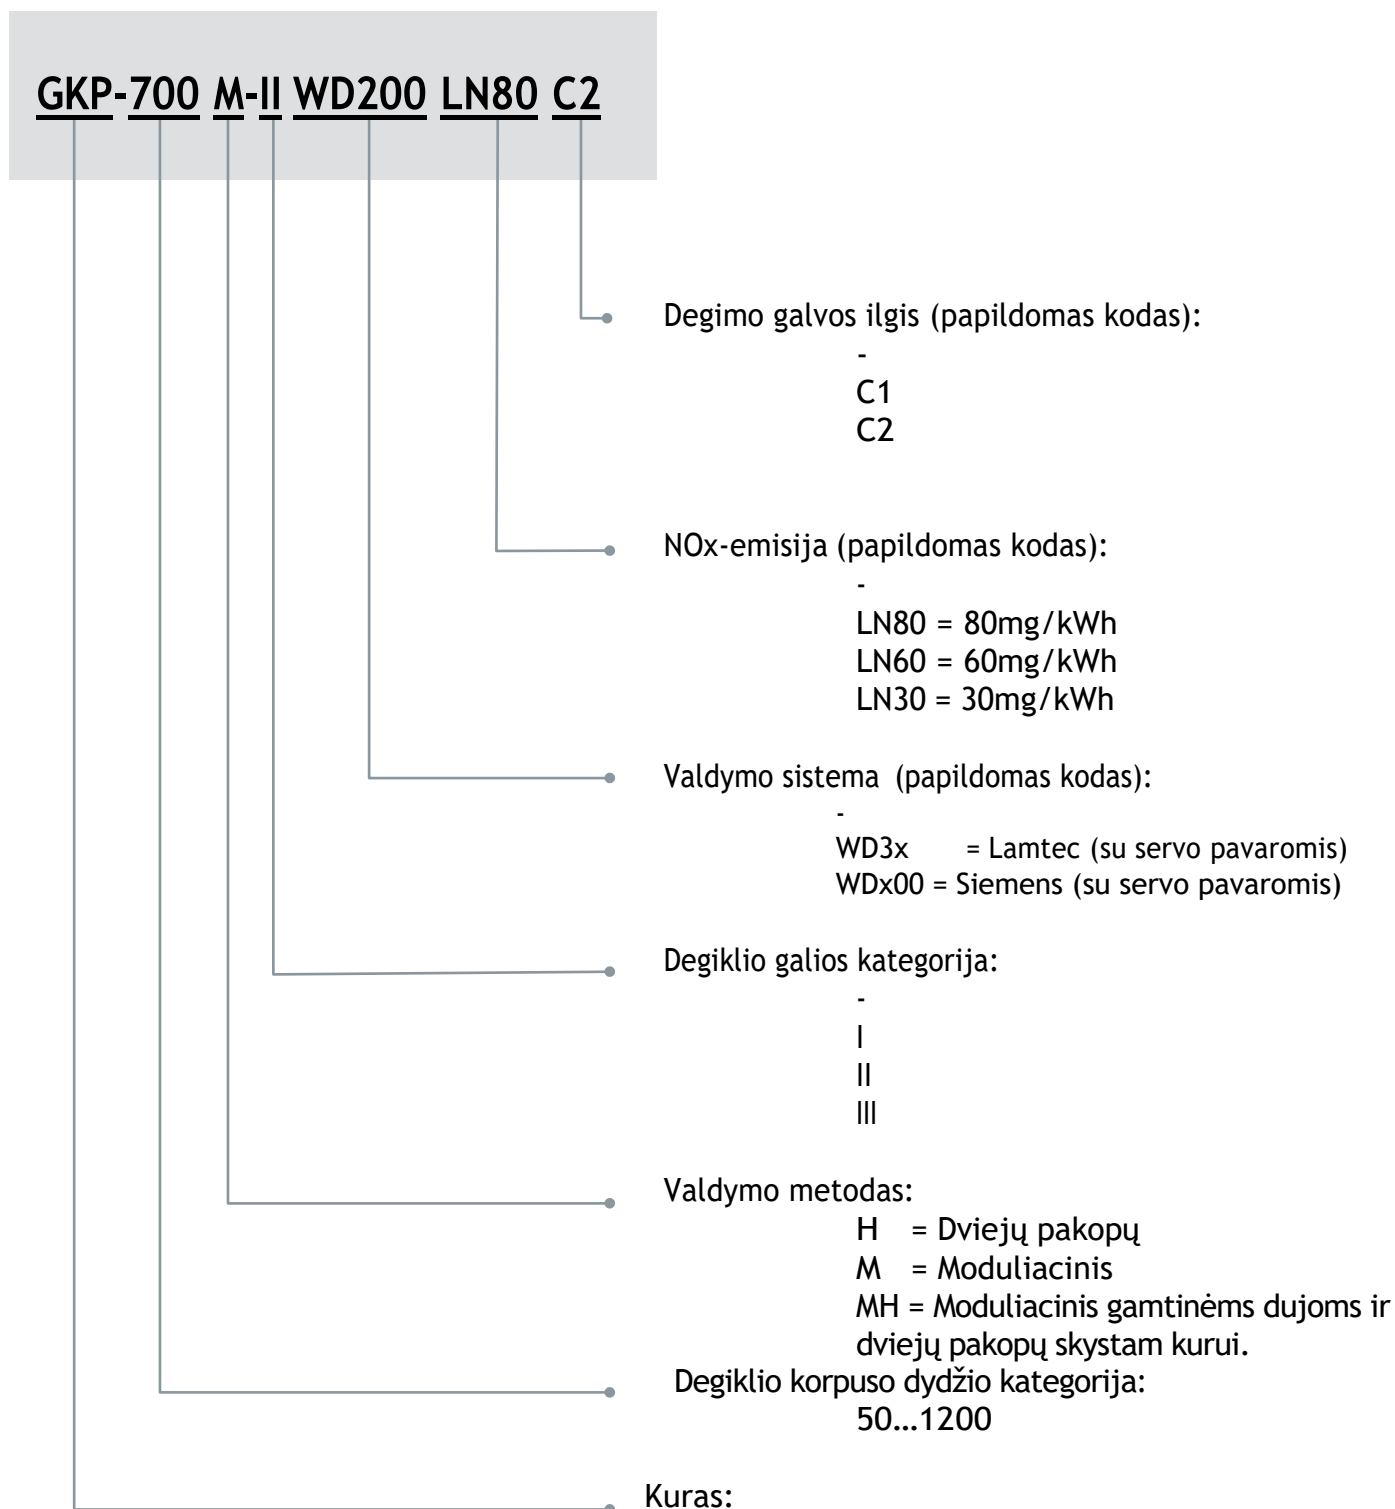 GKP-700 M-II WD200 LN80 C2
Degimo galvos ilgis (papildomas kodas):
-
C1
C2
NOx-emisija (papildomas kodas):
-
LN80 = 80mg/kWh
LN60 = 60mg/kWh
LN30 = 30mg/kWh
Valdymo sistema (papildomas kodas):
-
WD3x = Lamtec (su servo pavaromis)
WDx00 = Siemens (su servo pavaromis)
Degiklio galios kategorija:
-
I
II
III
Valdymo metodas:
H = Dviejų pakopų
M = Moduliacinis
MH = Moduliacinis gamtinėms dujoms ir
dviejų pakopų skystam kurui.
Degiklio korpuso dydžio kategorija:
50...1200
Kuras: